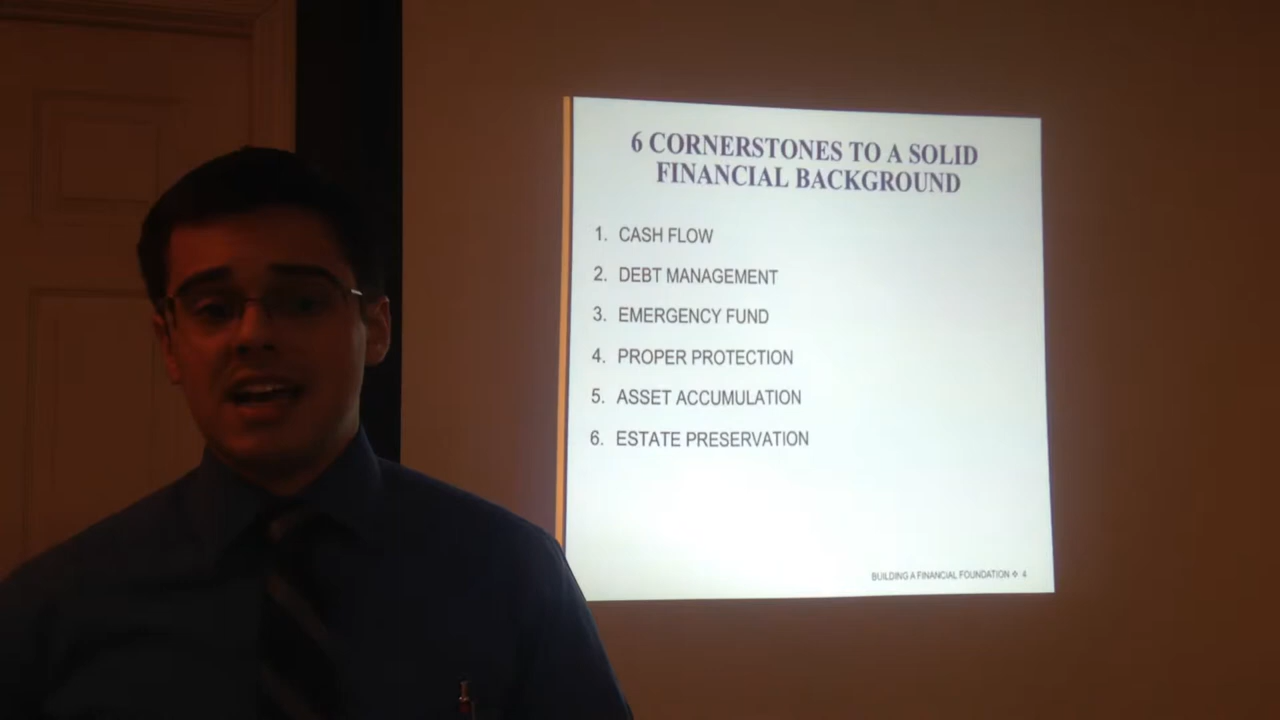 6 CORNERSTONES TO A SOLID
FINANCIAL BACKGROUND
1. CASH FLOW
2. DEBT MANAGEMENT
3. EMERGENCY FUND
4. PROPER PROTECTION
5. ASSET ACCUMULATION
6. ESTATE PRESERVATION
BUILDING A FINANCIAL FOUNDATION ❖ 4